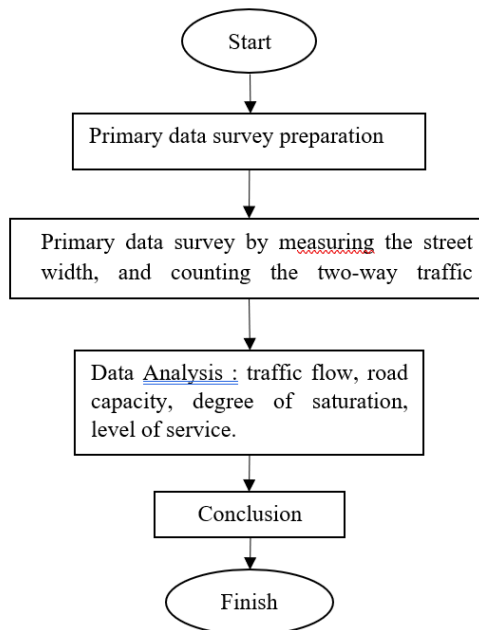 Start
Primary data survey preparation
Primary data survey by measuring the street
width, and counting the two-way traffic
Data Analysis : traffic flow, road
capacity, degree of saturation,
level of service.
Conclusion
Finish